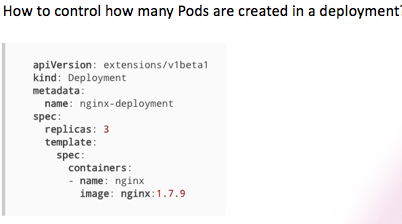 How to control how many Pods are created in a deployment?
apiVersion: extensions/v1beta1
kind: Deployment
metadata:
  name: nginx-deployment
spec:
  replicas: 3
  template:
    spec:
      containers:
      - name: nginx
        image: nginx:1.7.9